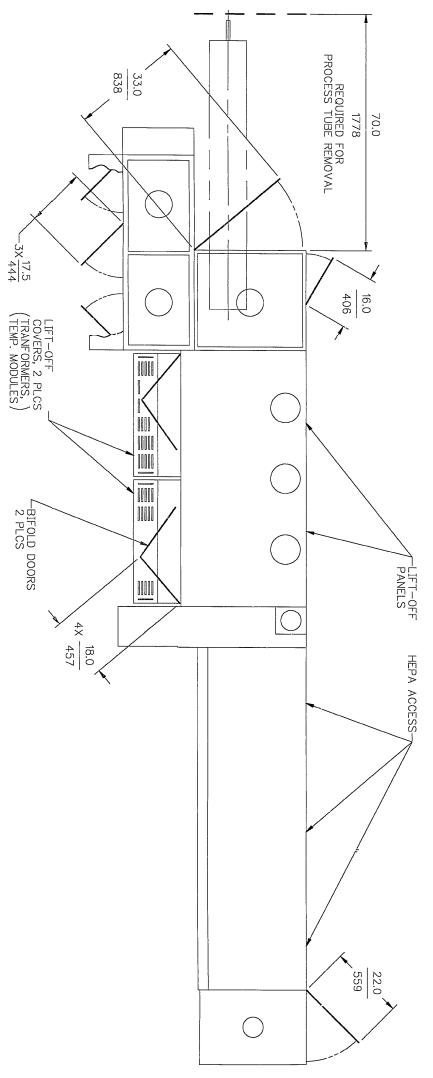 70.0
1778
REQUIRED FOR
PROCESS TUBE REMOVAL
33.0
838
16.0
406
3X 17.5
444
LIFT-OFF
COVERS, 2 PLCS
(TRANFORMERS,
TEMP. MODULES)
BIFOLD DOORS
2 PLCS
4X 18.0
457
LIFT-OFF
PANELS
HEPA ACCESS
22.0
559